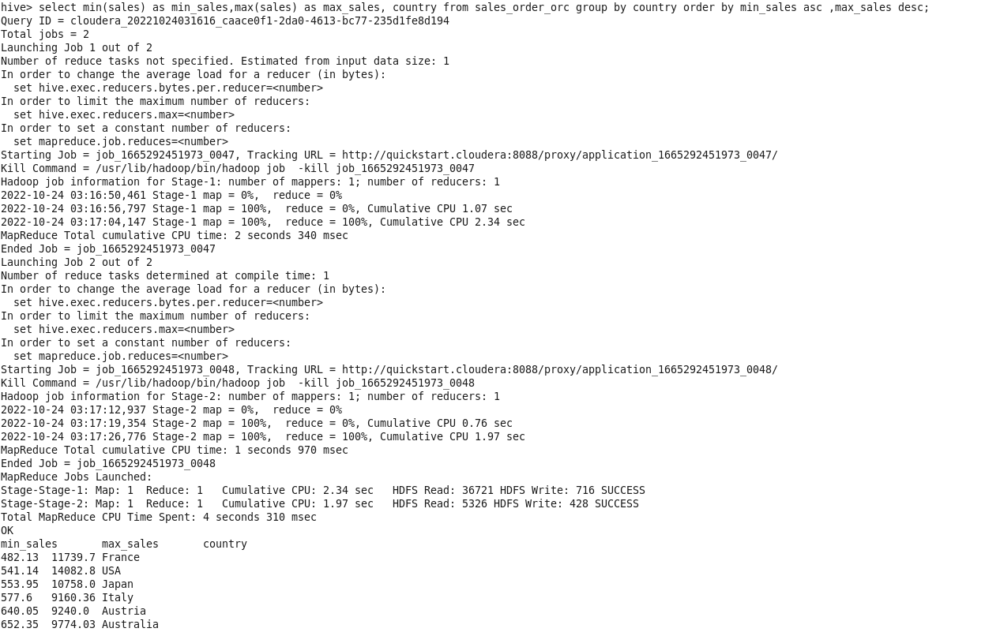 hive> select min(sales) as min_sales,max(sales) as max_sales, country from sales_order_orc group by country order by min_sales asc ,max_sales desc;
Query ID = cloudera_20221024031616_caace0f1-2da0-4613-bc77-235d1fe8d194
Total jobs = 2
Launching Job 1 out of 2
Number of reduce tasks not specified. Estimated from input data size: 1
In order to change the average load for a reducer (in bytes):
  set hive.exec.reducers.bytes.per.reducer=<number>
In order to limit the maximum number of reducers:
  set hive.exec.reducers.max=<number>
In order to set a constant number of reducers:
  set mapreduce.job.reduces=<number>
Starting Job = job_1665292451973_0047, Tracking URL = http://quickstart.cloudera:8088/proxy/application_1665292451973_0047/
Kill Command = /usr/lib/hadoop/bin/hadoop job  -kill job_1665292451973_0047
Hadoop job information for Stage-1: number of mappers: 1; number of reducers: 1
2022-10-24 03:16:50,461 Stage-1 map = 0%,  reduce = 0%
2022-10-24 03:16:56,797 Stage-1 map = 100%,  reduce = 0%, Cumulative CPU 1.07 sec
2022-10-24 03:17:04,147 Stage-1 map = 100%,  reduce = 100%, Cumulative CPU 2.34 sec
MapReduce Total cumulative CPU time: 2 seconds 340 msec
Ended Job = job_1665292451973_0047
Launching Job 2 out of 2
Number of reduce tasks determined at compile time: 1
In order to change the average load for a reducer (in bytes):
  set hive.exec.reducers.bytes.per.reducer=<number>
In order to limit the maximum number of reducers:
  set hive.exec.reducers.max=<number>
In order to set a constant number of reducers:
  set mapreduce.job.reduces=<number>
Starting Job = job_1665292451973_0048, Tracking URL = http://quickstart.cloudera:8088/proxy/application_1665292451973_0048/
Kill Command = /usr/lib/hadoop/bin/hadoop job  -kill job_1665292451973_0048
Hadoop job information for Stage-2: number of mappers: 1; number of reducers: 1
2022-10-24 03:17:12,937 Stage-2 map = 0%,  reduce = 0%
2022-10-24 03:17:19,354 Stage-2 map = 100%,  reduce = 0%, Cumulative CPU 0.76 sec
2022-10-24 03:17:26,776 Stage-2 map = 100%,  reduce = 100%, Cumulative CPU 1.97 sec
MapReduce Total cumulative CPU time: 1 seconds 970 msec
Ended Job = job_1665292451973_0048
MapReduce Jobs Launched:
Stage-Stage-1: Map: 1  Reduce: 1   Cumulative CPU: 2.34 sec   HDFS Read: 36721 HDFS Write: 716 SUCCESS
Stage-Stage-2: Map: 1  Reduce: 1   Cumulative CPU: 1.97 sec   HDFS Read: 5326 HDFS Write: 428 SUCCESS
Total MapReduce CPU Time Spent: 4 seconds 310 msec
OK
min_sales       max_sales       country
482.13  11739.7 France
541.14  14082.8 USA
553.95  10758.0 Japan
577.6   9160.36 Italy
640.05  9240.0  Austria
652.35  9774.03 Australia